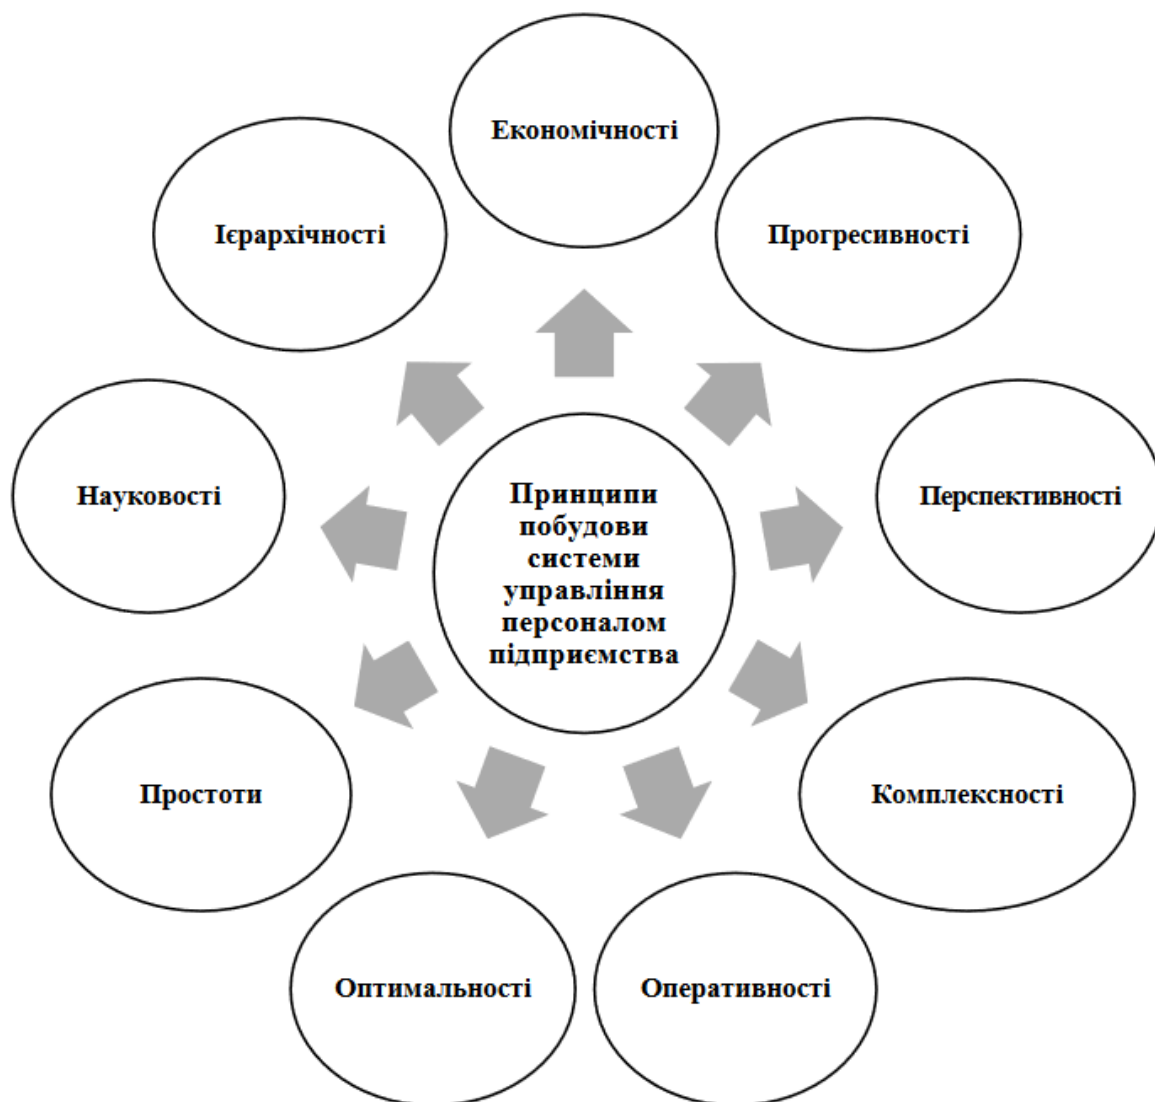 Економічності
Ієрархічності
Прогресивності
Науковості
Перспективності
Принципи
побудови
системи
управління
персоналом
підприємства
Простоти
Комплексності
Оптимальності
Оперативності